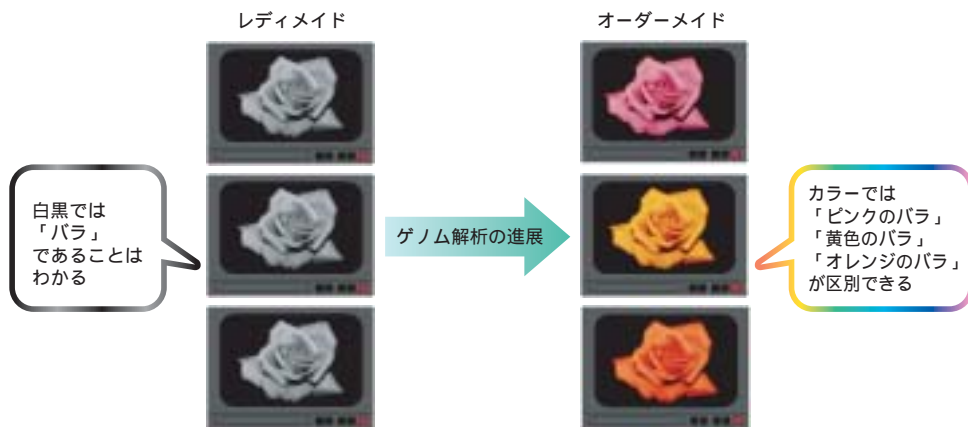 レディメイド
オーダーメイド
白黒では
「バラ」
であることは
わかる
ゲノム解析の進展
カラーでは
「ピンクのバラ」
「黄色のバラ」
「オレンジのバラ」
が区別できる